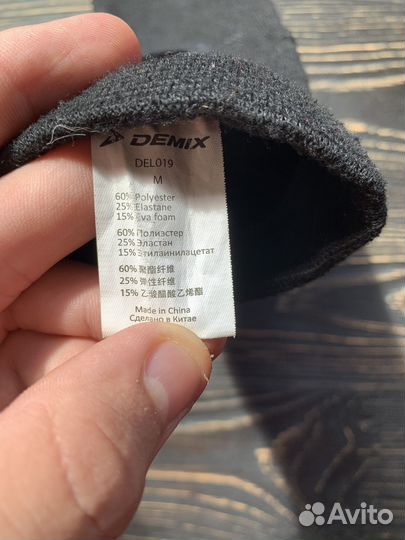 DEMIX
DEL019
M
60% Polyester
25% Elastane
15% Eva foam
60% Полиэстер
25% Эластан
15% Этилаинилацетат
60% 聚酯纤维
25% 弹性纤维
15% 乙烯醋酸乙烯酯
Made in China
Сделано в Китае
Avito